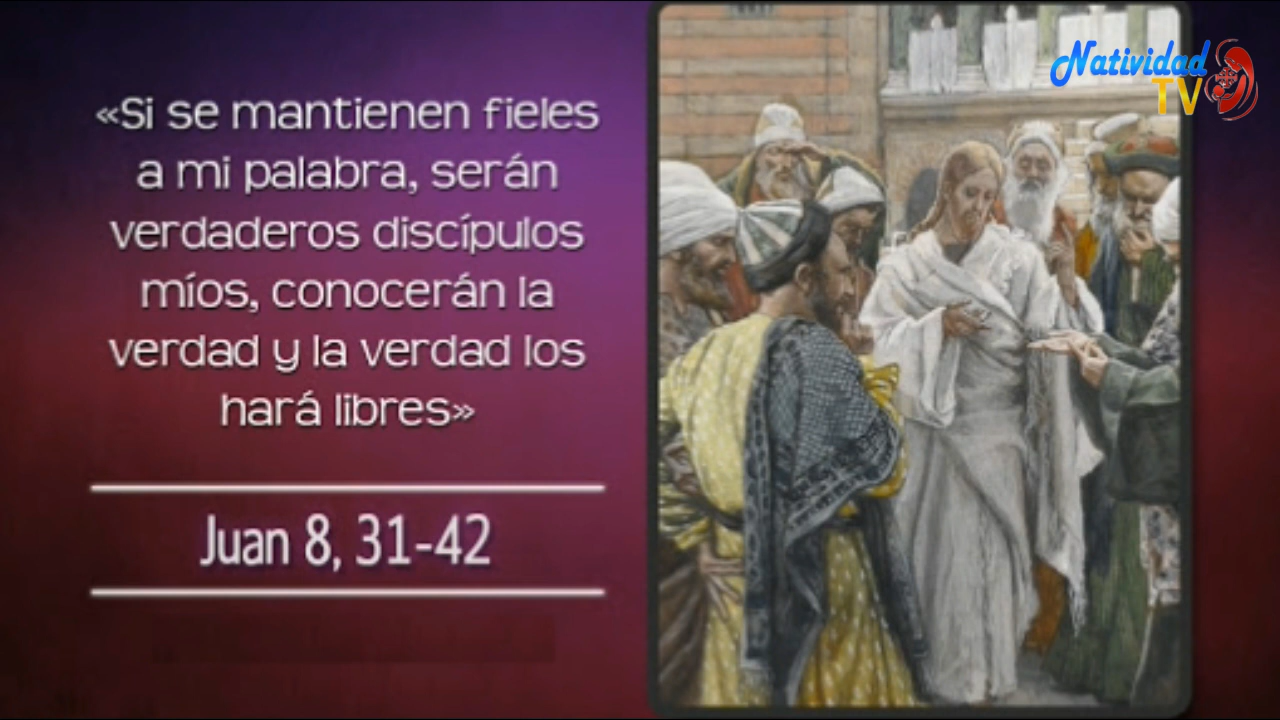 «Si se mantienen fieles
a mi palabra, serán
verdaderos discípulos
míos, conocerán la
verdad y la verdad los
hará libres»
Juan 8, 31-42
Natividad
TV